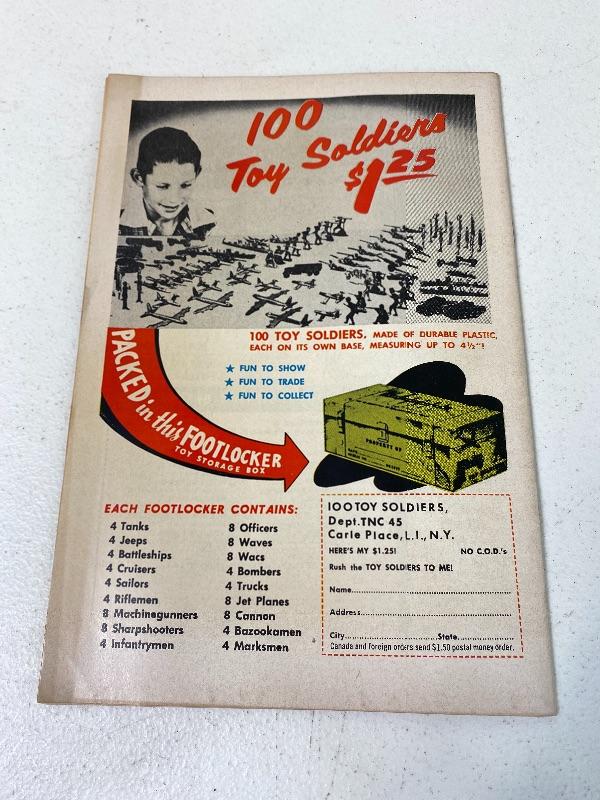 100
Toy Soldiers
$1.25
100 TOY SOLDIERS, MADE OF DURABLE PLASTIC,
EACH ON ITS OWN BASE, MEASURING UP TO 4½"!
★ FUN TO SHOW
★ FUN TO TRADE
★ FUN TO COLLECT
PACKED in this FOOTLOCKER
TOY STORAGE BOX
PROPERTY OF
EACH FOOTLOCKER CONTAINS:
4 Tanks
4 Jeeps
4 Battleships
4 Cruisers
4 Sailors
4 Riflemen
8 Machinegunners
8 Sharpshooters
4 Infantrymen
8 Officers
8 Waves
8 Wacs
4 Bombers
4 Trucks
8 Jet Planes
8 Cannon
4 Bazookamen
4 Marksmen
100 TOY SOLDIERS,
Dept. TNC 45
Carle Place, L.I., N.Y.
HERE'S MY $1.25! NO C.O.D.'s
Rush the TOY SOLDIERS TO ME!
Name
Address
City State
Canada and foreign orders send $1.50 postal money order.